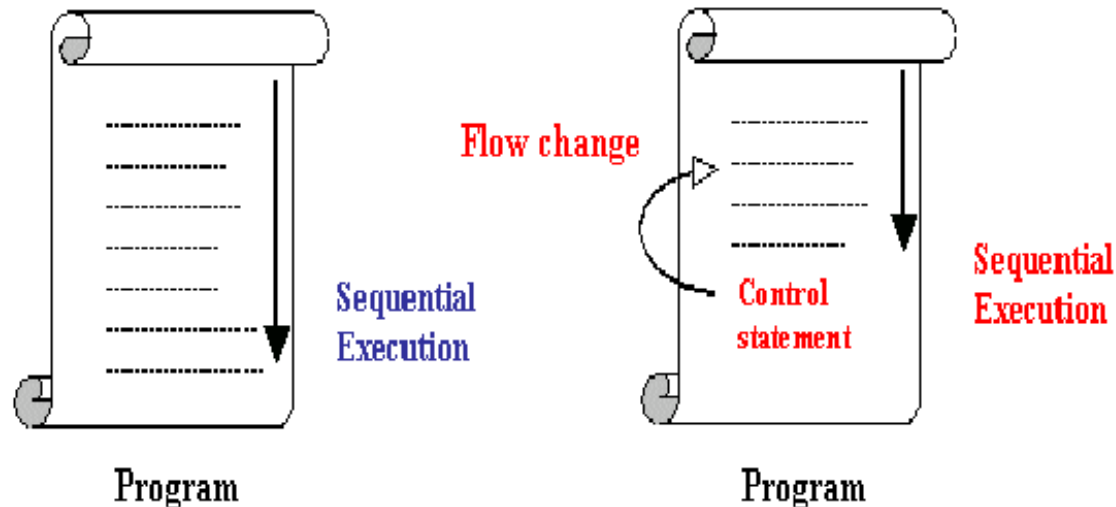 Sequential
Execution
Program
Flow change
Control
statement
Sequential
Execution
Program